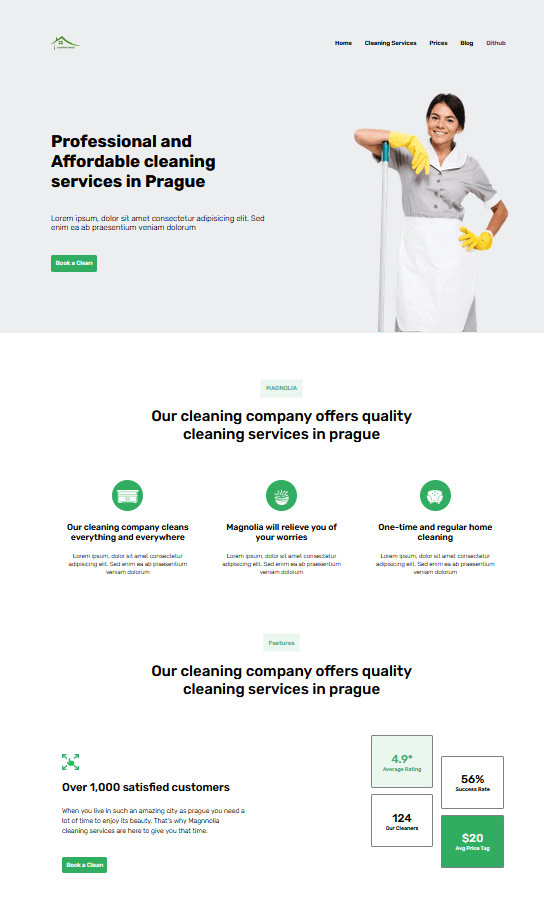 Home Cleaning Services Prices Blog Github
Professional and
Affordable cleaning
services in Prague
Lorem ipsum, dolor sit amet consectetur adipisicing elit. Sed
enim ea ab praesentium veniam dolorum
Book a Clean
MAGNOLIA
Our cleaning company offers quality
cleaning services in prague
Our cleaning company cleans
everything and everywhere
Lorem ipsum, dolor sit amet consectetur
adipisicing elit. Sed enim ea ab praesentium
veniam dolorum
Magnolia will relieve you of
your worries
Lorem ipsum, dolor sit amet consectetur
adipisicing elit. Sed enim ea ab praesentium
veniam dolorum
One-time and regular home
cleaning
Lorem ipsum, dolor sit amet consectetur
adipisicing elit. Sed enim ea ab praesentium
veniam dolorum
Features
Our cleaning company offers quality
cleaning services in prague
Over 1,000 satisfied customers
When you live in such an amazing city as prague you need a
lot of time to enjoy its beauty. That's why Magnnolia
cleaning services are here to give you that time.
Book a Clean
4.9*
Average Rating
56%
Success Rate
124
Our Cleaners
$20
Avg Price Tag